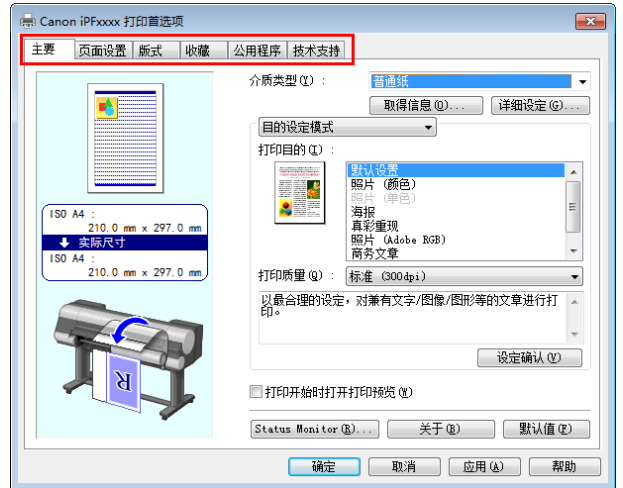 Canon iPFxxxx 打印首选项
主要 页面设置 版式 收藏 公用程序 技术支持
介质类型(Y) : 普通纸
取得信息(O)... 详细设定(G)...
目的设定模式
打印目的(I) :
默认设置
照片 (颜色)
照片 (单色)
海报
真彩重现
照片 (Adobe RGB)
商务文章
ISO A4 :
210.0 mm x 297.0 mm
实际尺寸
ISO A4 :
210.0 mm x 297.0 mm
打印质量(Q) : 标准 (300dpi)
以最合理的设定，对兼有文字/图像/图形等的文章进行打
印。
设定确认(V)
R
打印开始时打开打印预览(W)
Status Monitor(R)... 关于(B) 默认值(F)
确定 取消 应用(A) 帮助